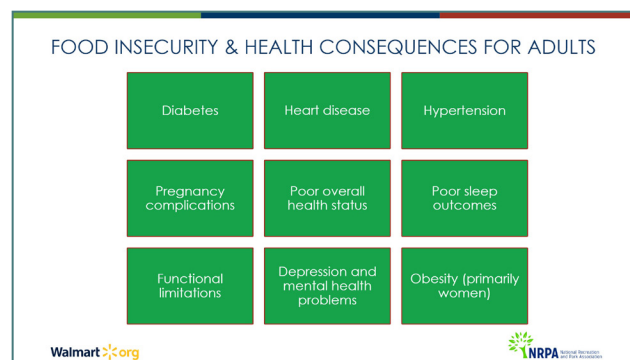 FOOD INSECURITY & HEALTH CONSEQUENCES FOR ADULTS
Diabetes
Heart disease
Hypertension
Pregnancy
complications
Poor overall
health status
Poor sleep
outcomes
Functional
limitations
Depression and
mental health
problems
Obesity (primarily
women)
Walmart org
NRPA National Recreation
and Park Association